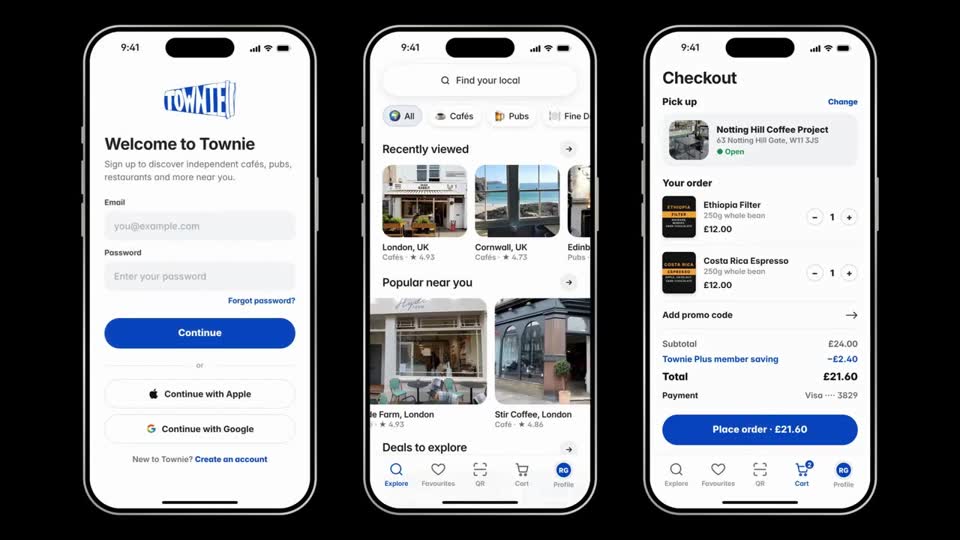 9:41
TOWNIE
Welcome to Townie
Sign up to discover independent cafés, pubs,
restaurants and more near you.
Email
you@example.com
Password
Enter your password
Forgot password?
Continue
or
Continue with Apple
Continue with Google
New to Townie? Create an account
9:41
Find your local
All
Cafés
Pubs
Fine D
Recently viewed
London, UK
Cafés · ★ 4.93
Cornwall, UK
Cafés · ★ 4.73
Edinb
Pubs ·
Popular near you
Hyde
e Farm, London
★ 4.93
Stir Coffee, London
Café · ★ 4.86
Deals to explore
Explore
Favourites
QR
Cart
RG
Profile
9:41
Checkout
Pick up
Change
Notting Hill Coffee Project
63 Notting Hill Gate, W11 3JS
Open
Your order
ETHIOPIA
FILTER
Ethiopia Filter
250g whole bean
£12.00
− 1 +
COSTA RICA
ESPRESSO
Costa Rica Espresso
250g whole bean
£12.00
− 1 +
Add promo code
Subtotal £24.00
Townie Plus member saving −£2.40
Total £21.60
Payment Visa ···· 3829
Place order · £21.60
Explore
Favourites
QR
2
Cart
RG
Profile